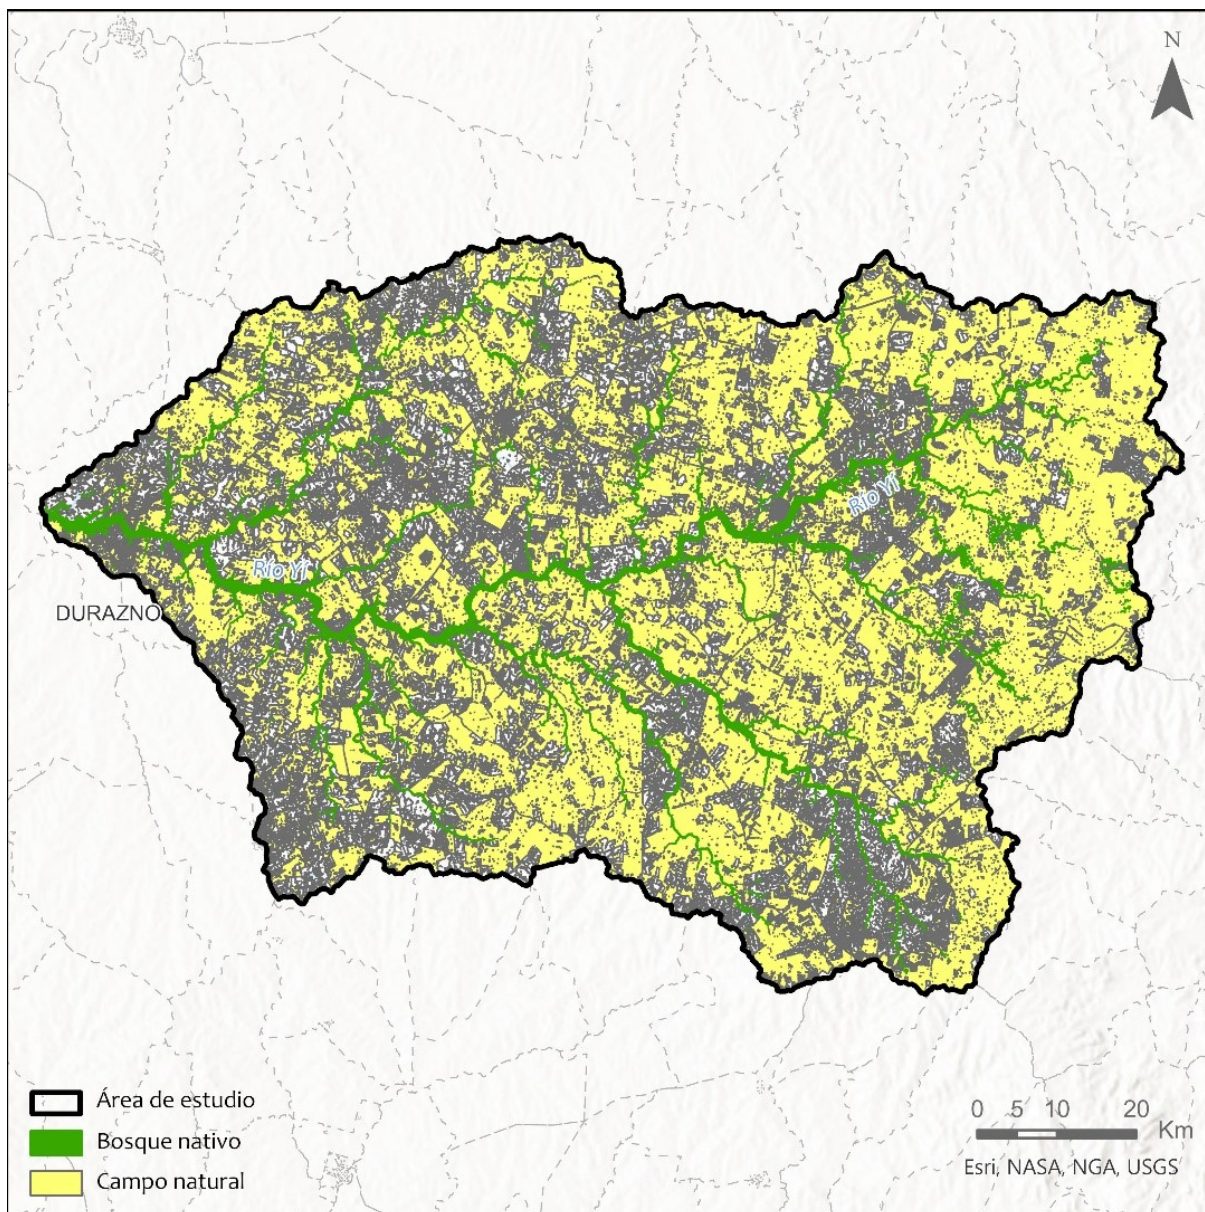 N
Río Yí
Río Yí
DURAZNO
Área de estudio
Bosque nativo
Campo natural
0 5 10 20
Km
Esri, NASA, NGA, USGS